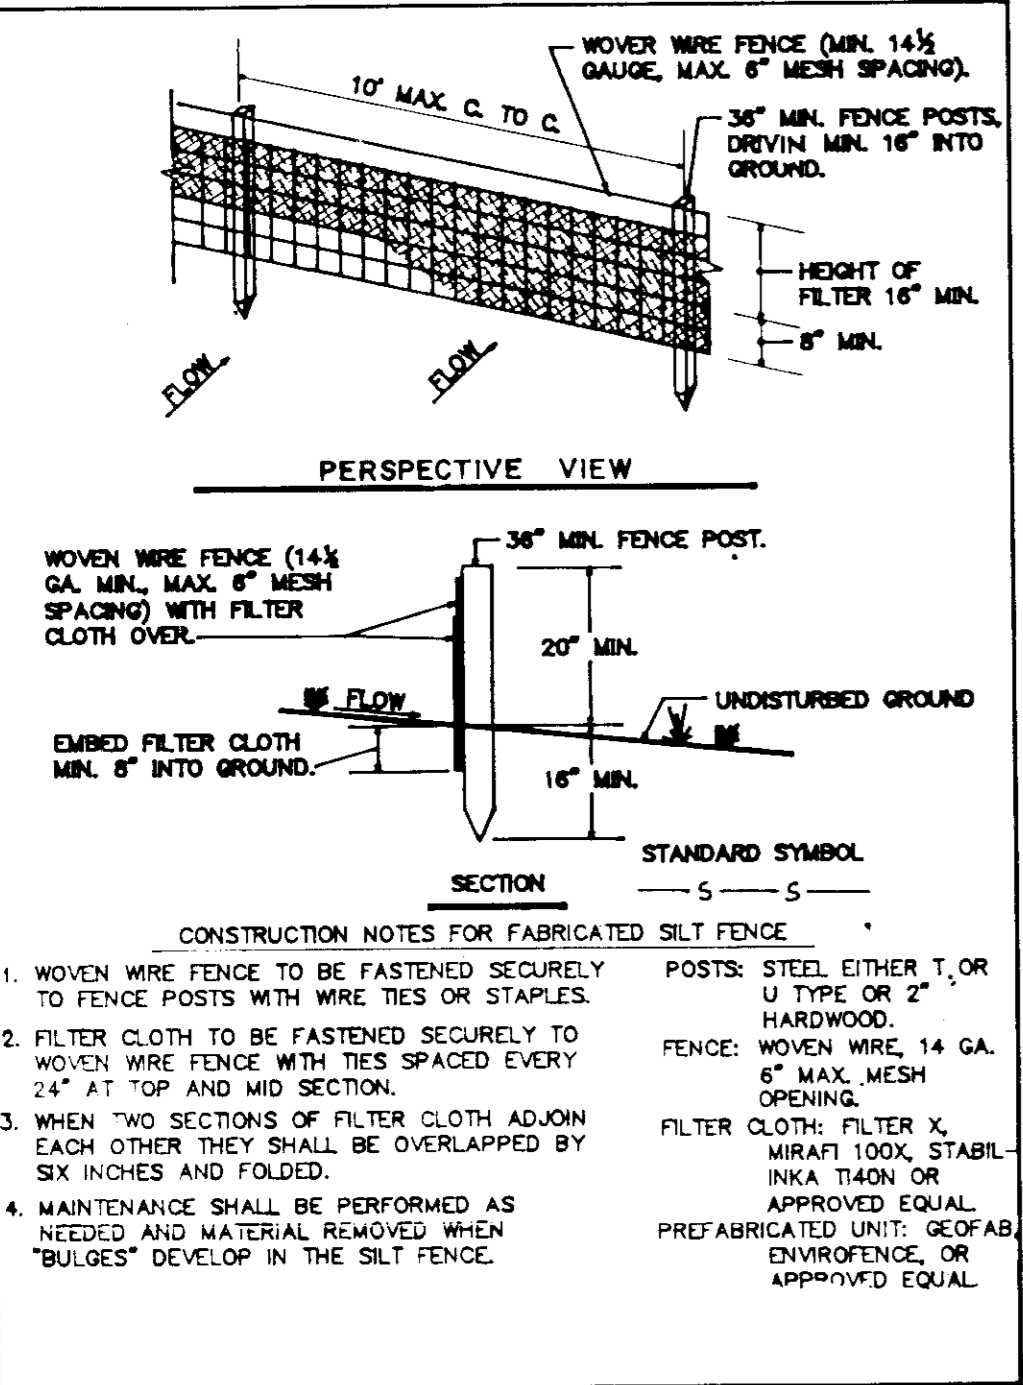 WOVER WIRE FENCE (MIN. 14½
GAUGE, MAX. 6" MESH SPACING).
10" MAX. C. TO C.
36" MIN. FENCE POSTS,
DRIVIN MIN. 16" INTO
GROUND.
HEIGHT OF
FILTER 16" MIN.
8" MIN.
FLOW
FLOW
PERSPECTIVE VIEW
36" MIN. FENCE POST.
WOVEN WIRE FENCE (14½
GA. MIN., MAX. 6" MESH
SPACING) WITH FILTER
CLOTH OVER.
20" MIN.
FLOW
UNDISTURBED GROUND
EMBED FILTER CLOTH
MIN. 8" INTO GROUND.
16" MIN.
STANDARD SYMBOL
SECTION
S S
CONSTRUCTION NOTES FOR FABRICATED SILT FENCE
1. WOVEN WIRE FENCE TO BE FASTENED SECURELY
TO FENCE POSTS WITH WIRE TIES OR STAPLES.
2. FILTER CLOTH TO BE FASTENED SECURELY TO
WOVEN WIRE FENCE WITH TIES SPACED EVERY
24" AT TOP AND MID SECTION.
3. WHEN TWO SECTIONS OF FILTER CLOTH ADJOIN
EACH OTHER THEY SHALL BE OVERLAPPED BY
SIX INCHES AND FOLDED.
4. MAINTENANCE SHALL BE PERFORMED AS
NEEDED AND MATERIAL REMOVED WHEN
"BULGES" DEVELOP IN THE SILT FENCE.
POSTS: STEEL EITHER T OR
U TYPE OR 2"
HARDWOOD.
FENCE: WOVEN WIRE, 14 GA.
6" MAX. MESH
OPENING.
FILTER CLOTH: FILTER X,
MIRAFI 100X, STABIL-
INKA T140N OR
APPROVED EQUAL
PREFABRICATED UNIT: GEOFAB,
ENVIROFENCE, OR
APPROVED EQUAL